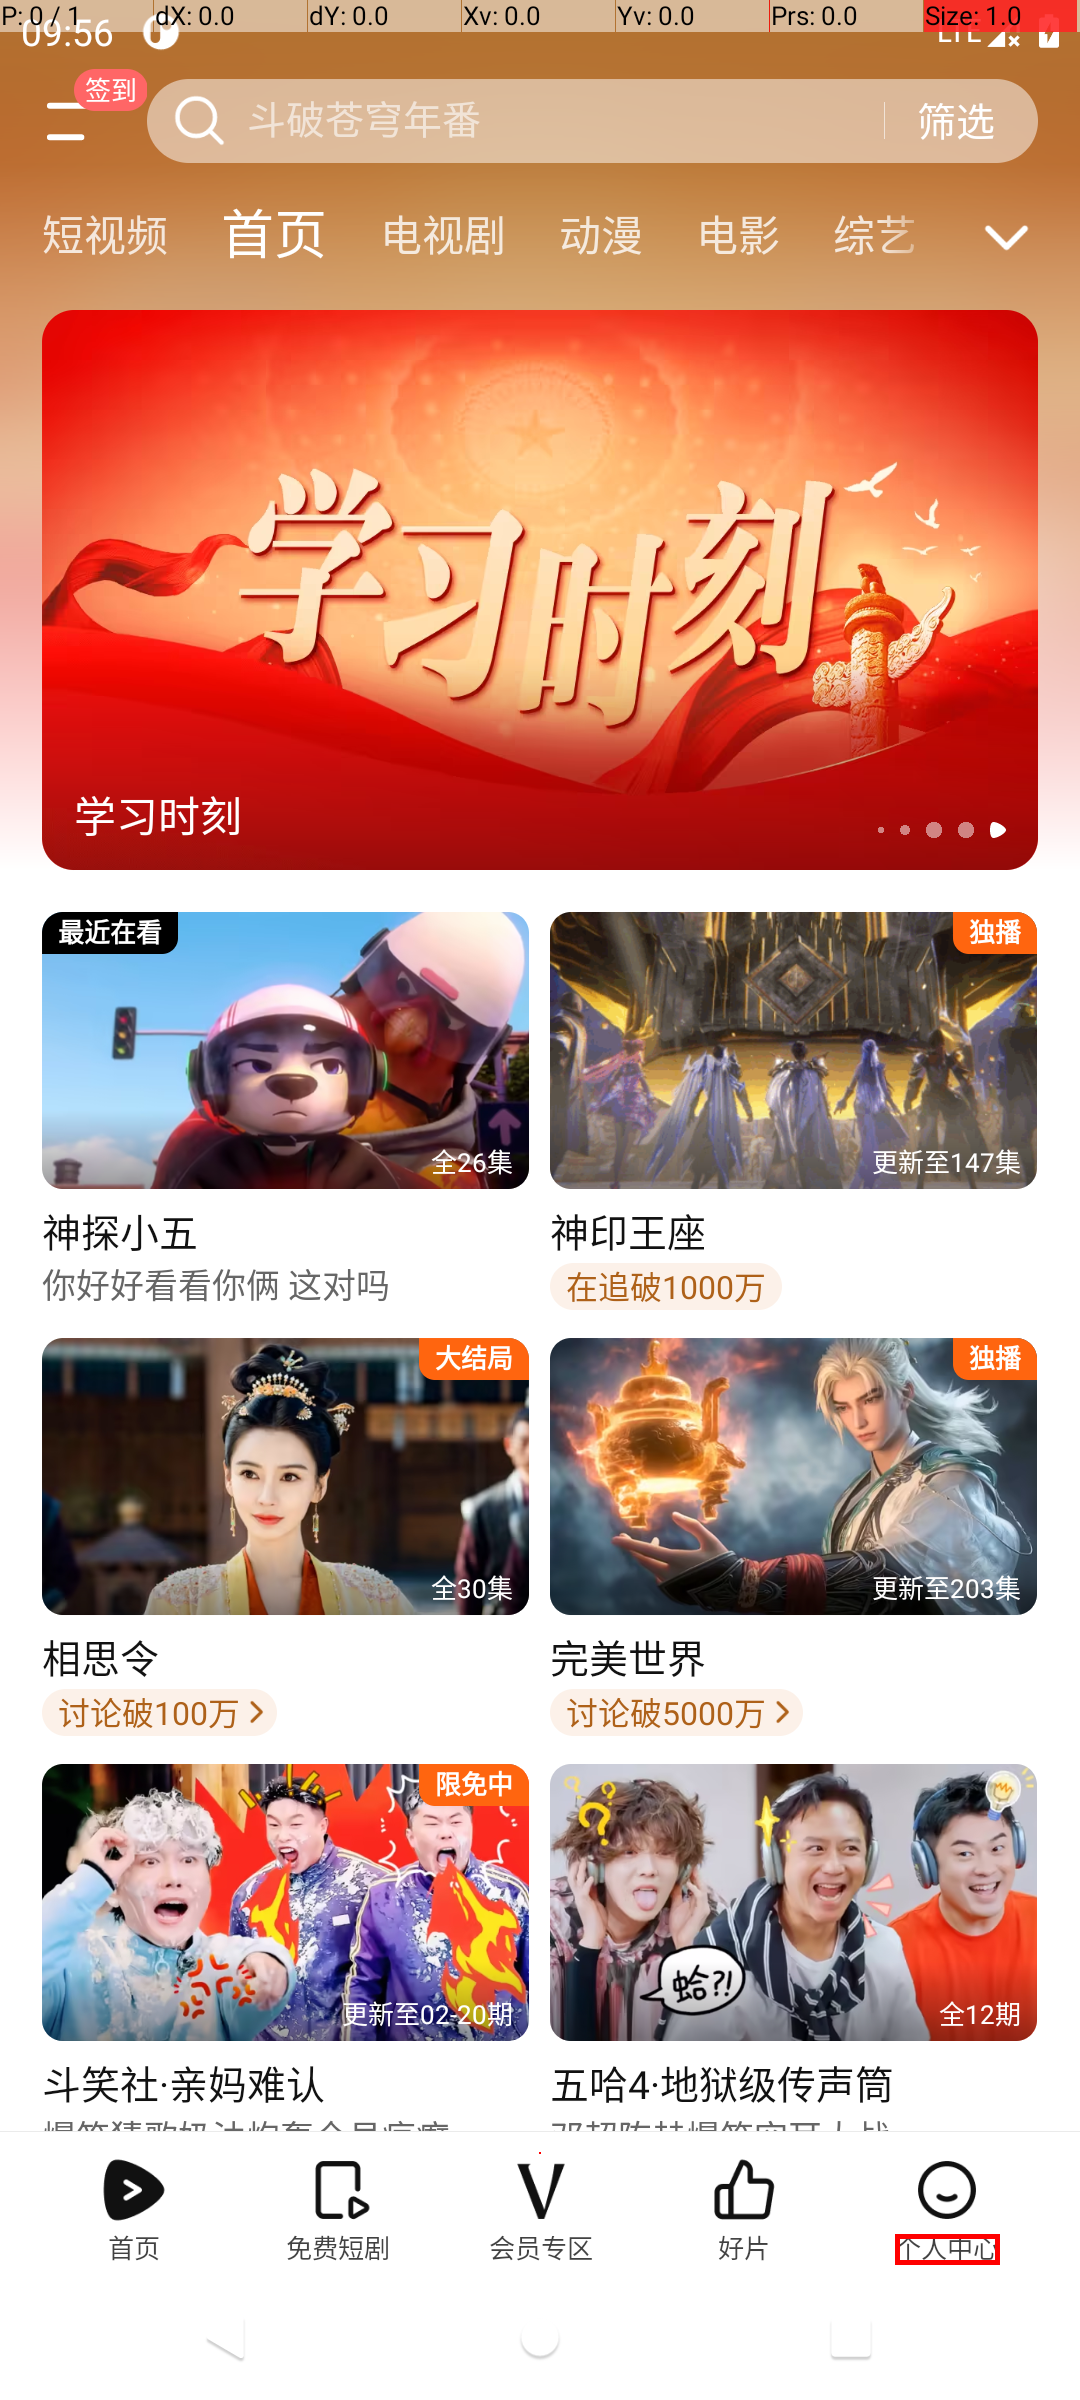 P: 0 / 1 dX: 0.0 dY: 0.0 Xv: 0.0 Yv: 0.0 Prs: 0.0 Size: 1.0
09:56 LTE
签到
斗破苍穹年番 筛选
短视频 首页 电视剧 动漫 电影 综艺
学习时刻
学习时刻
最近在看 独播
全26集 更新至147集
神探小五 神印王座
你好好看看你俩 这对吗 在追破1000万
大结局 独播
全30集 更新至203集
相思令 完美世界
讨论破100万 讨论破5000万
限免中
蛤?!
更新至02-20期 全12期
斗笑社·亲妈难认 五哈4·地狱级传声筒
首页 免费短剧 会员专区 好片 个人中心